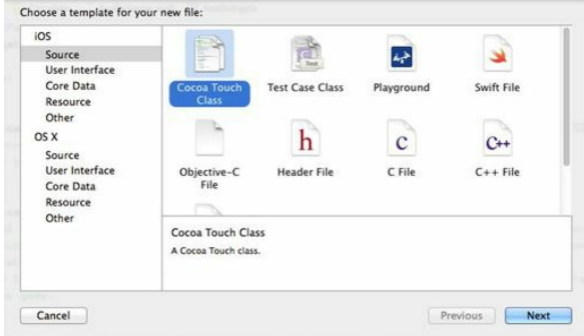 Choose a template for your new file:
iOS
Source
User Interface
Core Data
Resource
Other
OS X
Source
User Interface
Core Data
Resource
Other
Cocoa Touch
Class
Test
Test Case Class
Playground
Swift File
Objective-C
File
h
Header File
c
C File
C++
C++ File
Cocoa Touch Class
A Cocoa Touch class.
Cancel
Previous
Next